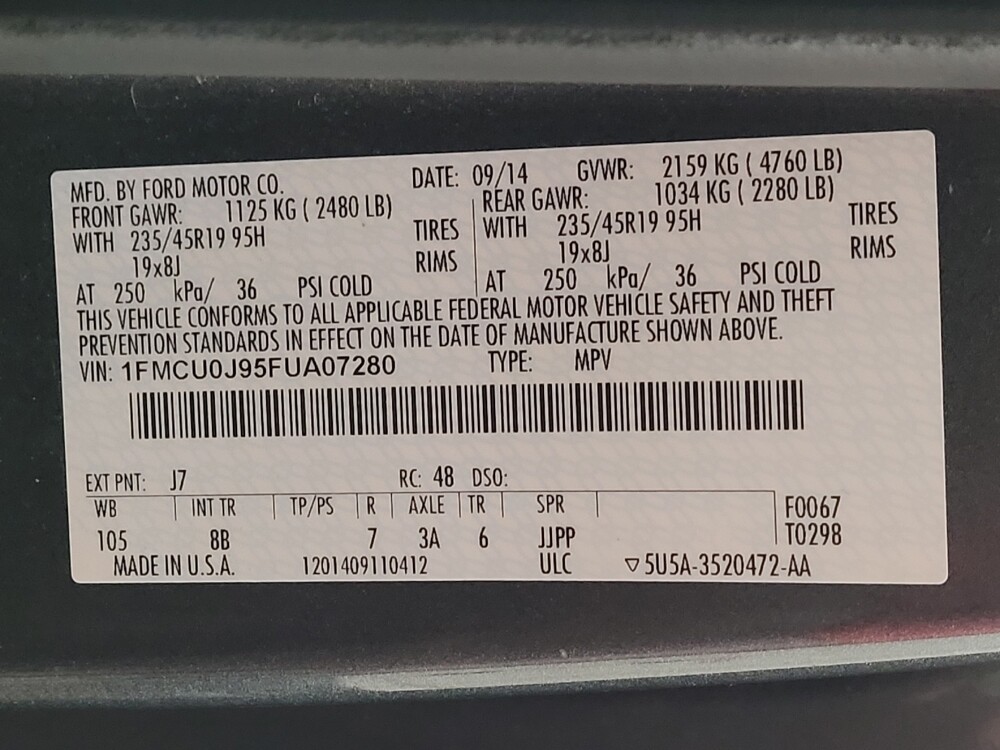 MFD. BY FORD MOTOR CO. DATE: 09/14 GVWR: 2159 KG ( 4760 LB)
FRONT GAWR: 1125 KG ( 2480 LB) REAR GAWR: 1034 KG ( 2280 LB)
WITH 235/45R19 95H TIRES WITH 235/45R19 95H TIRES
19x8J RIMS 19x8J RIMS
AT 250 kPa/ 36 PSI COLD AT 250 kPa/ 36 PSI COLD
THIS VEHICLE CONFORMS TO ALL APPLICABLE FEDERAL MOTOR VEHICLE SAFETY AND THEFT
PREVENTION STANDARDS IN EFFECT ON THE DATE OF MANUFACTURE SHOWN ABOVE.
VIN: 1FMCU0J95FUA07280 TYPE: MPV
EXT PNT: J7 RC: 48 DSO:
WB INT TR TP/PS R AXLE TR SPR F0067
105 8B 7 3A 6 JJPP T0298
MADE IN U.S.A. 1201409110412 ULC ▽5U5A-3520472-AA